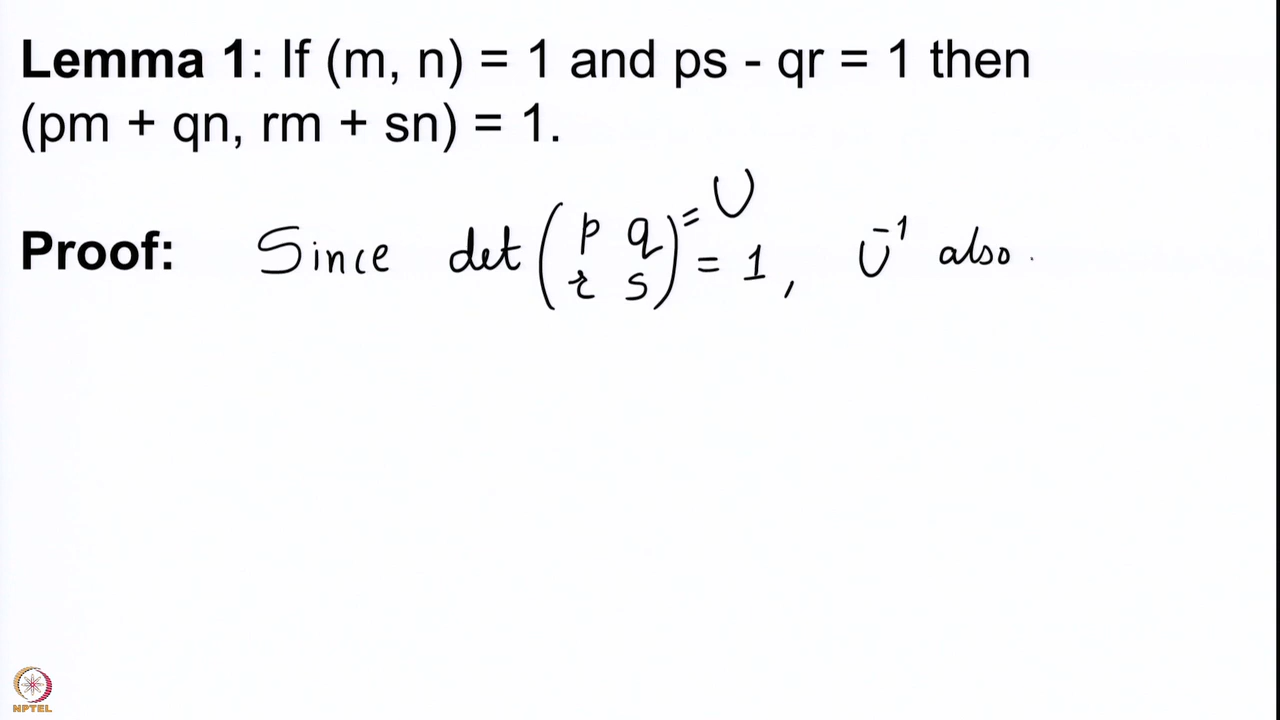 Lemma 1: If (m, n) = 1 and ps - qr = 1 then
(pm + qn, rm + sn) = 1.
Proof: Since det (p q r s) = U = 1, U⁻¹ also.
NPTEL